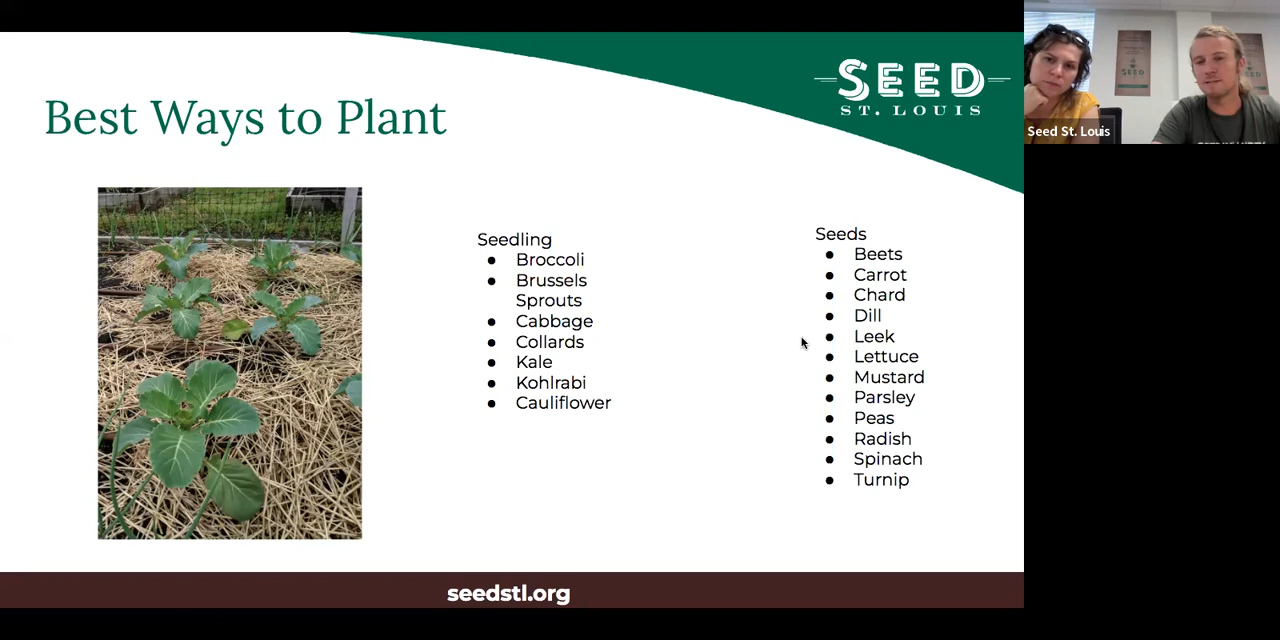 Best Ways to Plant
SEED
ST. LOUIS
Seedling
● Broccoli
● Brussels
Sprouts
● Cabbage
● Collards
● Kale
● Kohlrabi
● Cauliflower
Seeds
● Beets
● Carrot
● Chard
● Dill
● Leek
● Lettuce
● Mustard
● Parsley
● Peas
● Radish
● Spinach
● Turnip
seedstl.org
SEED
Seed St. Louis